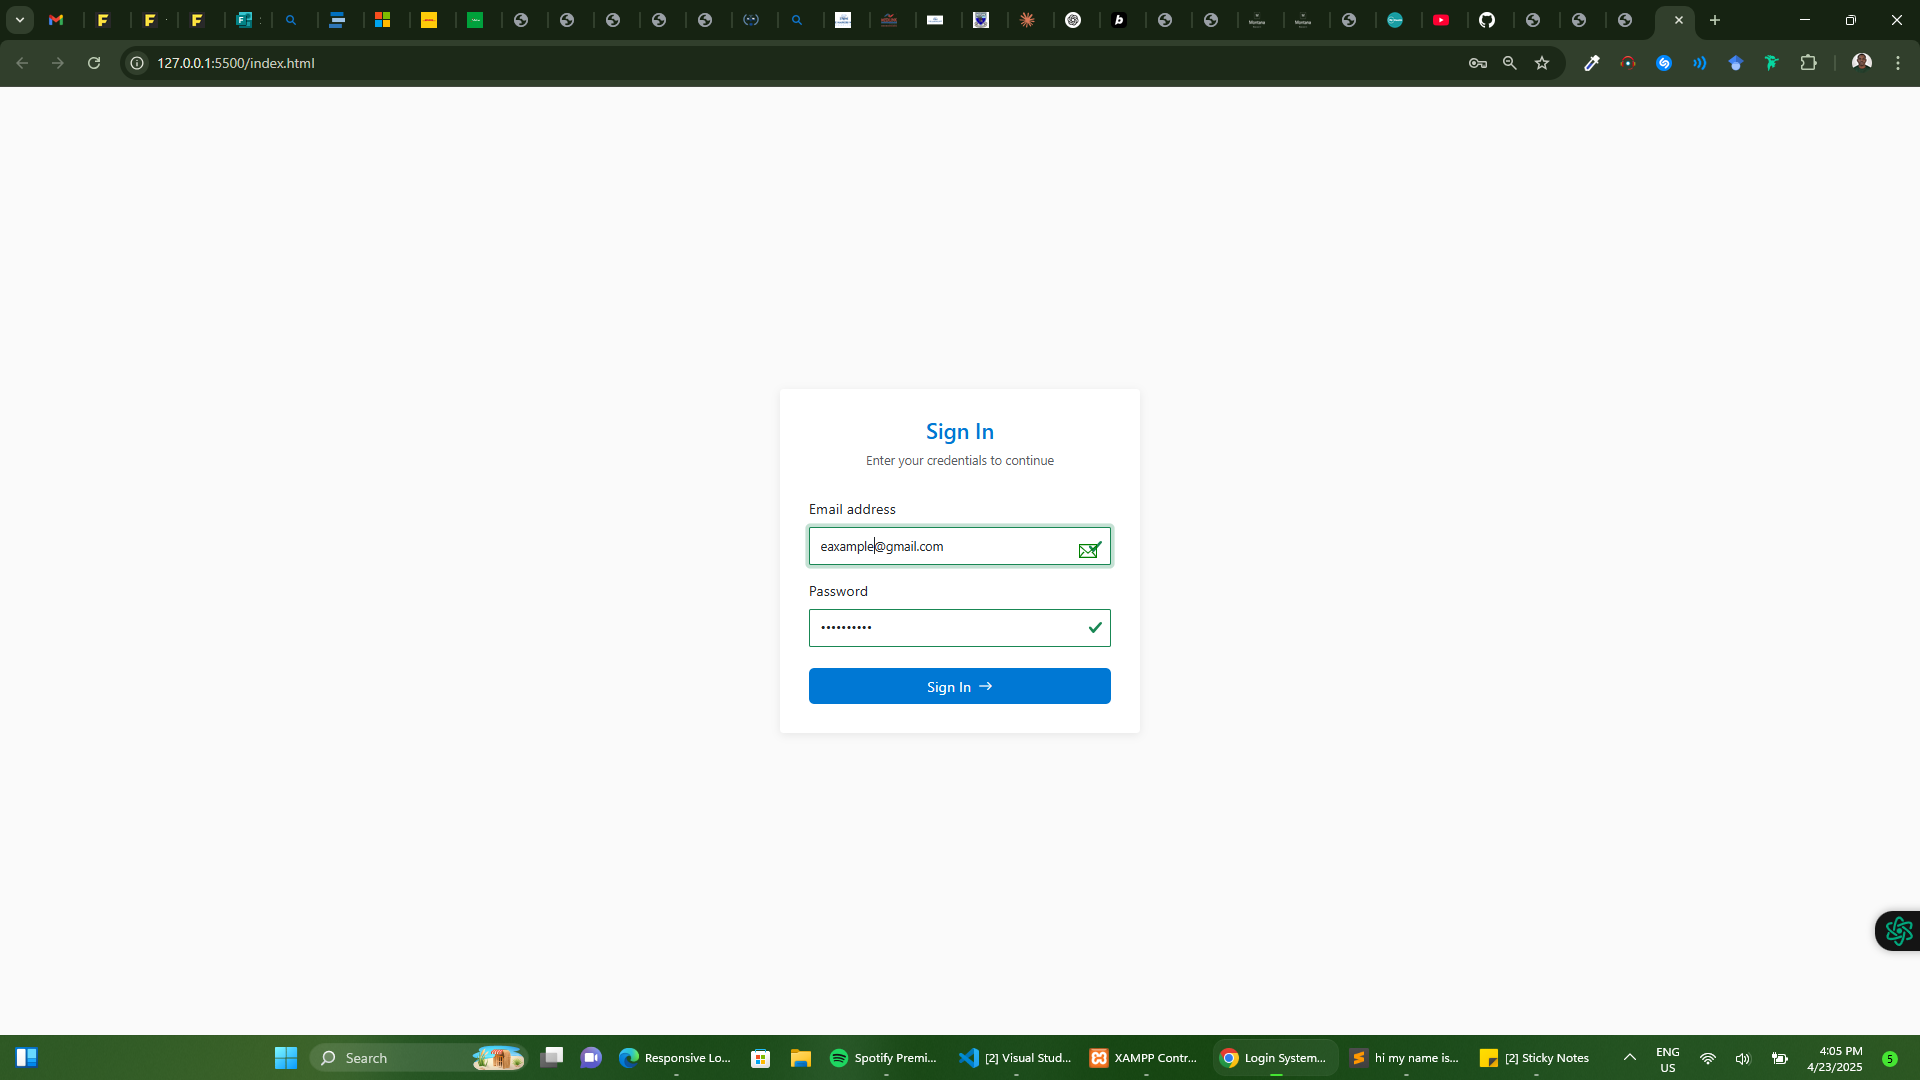 127.0.0.1:5500/index.html
Sign In
Enter your credentials to continue
Email address
eaxample@gmail.com
Password
••••••••••
Sign In →
Search
Responsive Lo...
Spotify Premi...
[2] Visual Stud...
XAMPP Contr...
Login System...
hi my name is...
[2] Sticky Notes
ENG
US
4:05 PM
4/23/2025
5